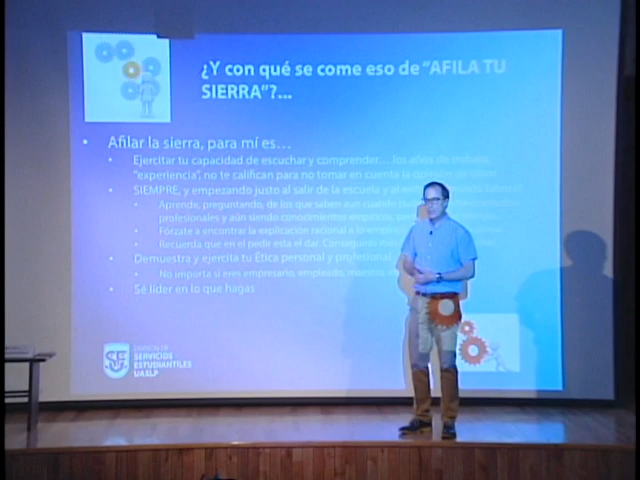 ¿Y con qué se come eso de "AFILA TU
SIERRA"?...
• Afilar la sierra, para mí es...
• Ejercitar tu capacidad de escuchar y comprender... los años de
"experiencia", no te califican para no tomar en cuenta la
• SIEMPRE, y empezando justo al salir de la escuela y al
• Aprende, preguntando, de los que saben aun cuando
profesionales y aún siendo conocimientos empíricos,
• Fórzate a encontrar la explicación racional a lo
• Recuerda que en el pedir esta el dar.
• Demuestra y ejercita tu Ética personal y profesional
• No importa si eres empresario, empleado, maestro,
• Sé líder en lo que hagas
DIVISIÓN DE
SERVICIOS
ESTUDIANTILES
UASLP